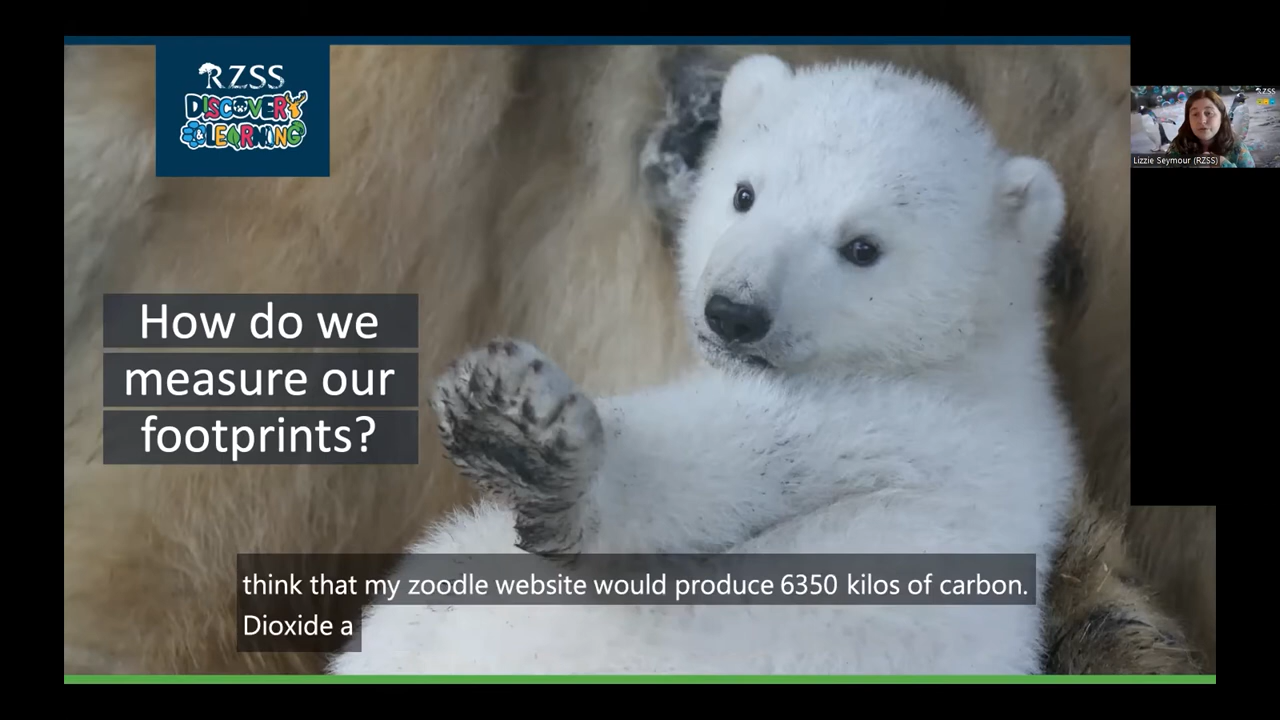 RZSS
DISCOVERY
& LEARNING
RZSS
Lizzie Seymour (RZSS)
How do we
measure our
footprints?
think that my zoodle website would produce 6350 kilos of carbon.
Dioxide a